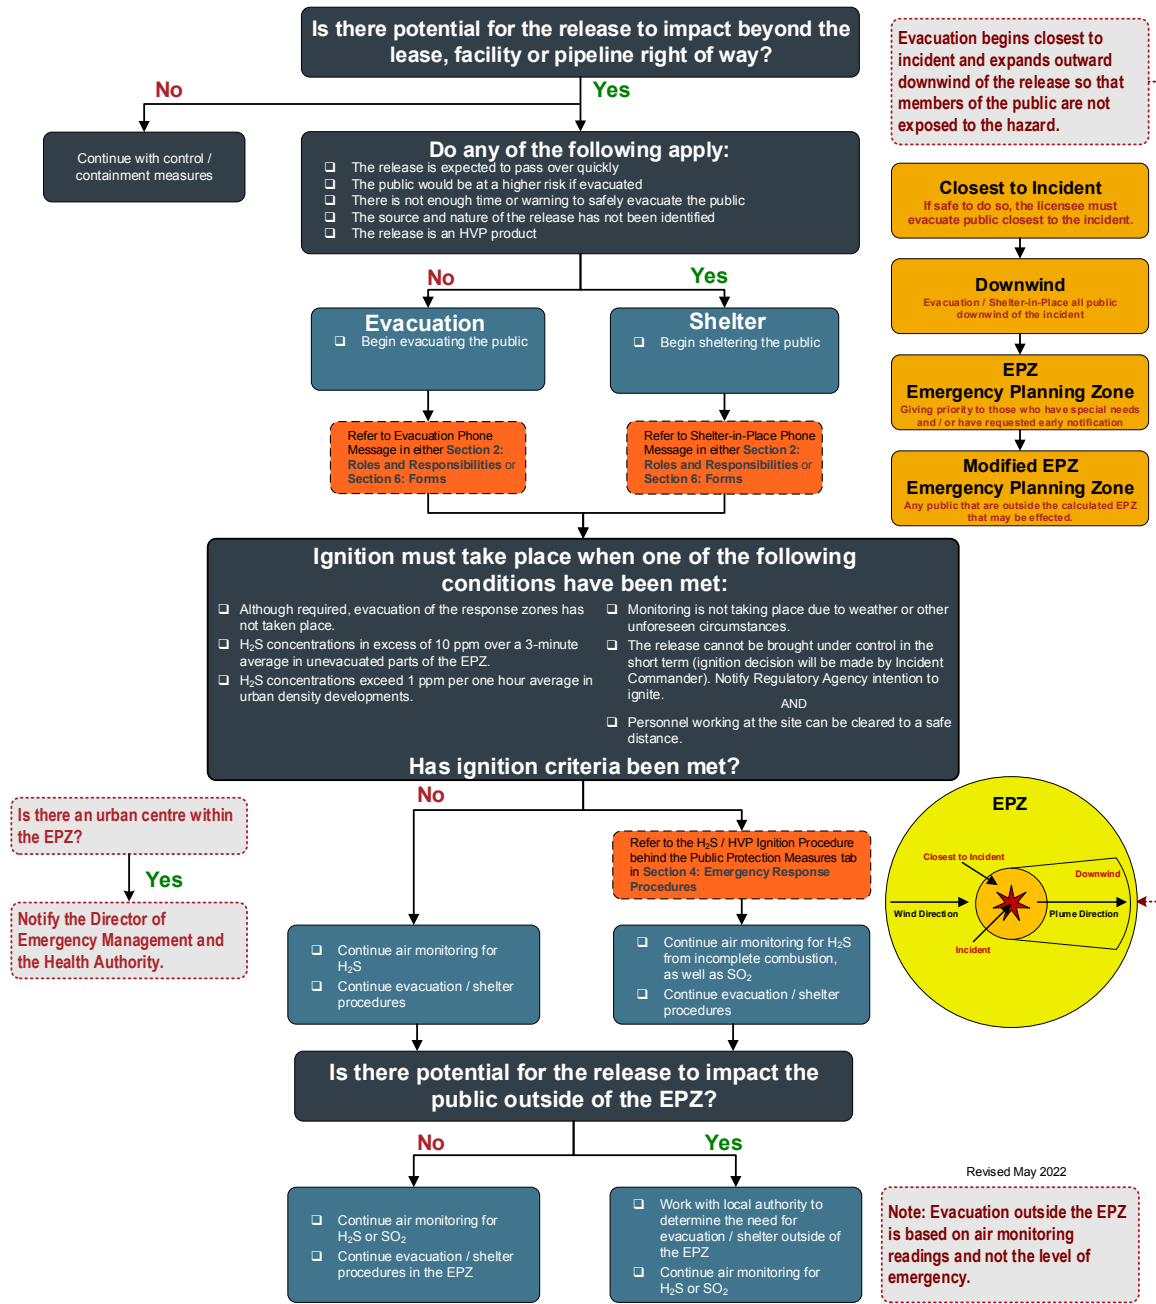 Is there potential for the release to impact beyond the
lease, facility or pipeline right of way?
No
Yes
Continue with control /
containment measures
Do any of the following apply:
❑ The release is expected to pass over quickly
❑ The public would be at a higher risk if evacuated
❑ There is not enough time or warning to safely evacuate the public
❑ The source and nature of the release has not been identified
❑ The release is an HVP product
No
Yes
Evacuation
❑ Begin evacuating the public
Shelter
❑ Begin sheltering the public
Refer to Evacuation Phone
Message in either Section 2:
Roles and Responsibilities or
Section 6: Forms
Refer to Shelter-in-Place Phone
Message in either Section 2:
Roles and Responsibilities or
Section 6: Forms
Evacuation begins closest to
incident and expands outward
downwind of the release so that
members of the public are not
exposed to the hazard.
Closest to Incident
If safe to do so, the licensee must
evacuate public closest to the incident.
Downwind
Evacuation / Shelter-in-Place all public
downwind of the incident
EPZ
Emergency Planning Zone
Giving priority to those who have special needs
and / or have requested early notification
Modified EPZ
Emergency Planning Zone
Any public that are outside the calculated EPZ
that may be effected.
Ignition must take place when one of the following
conditions have been met:
❑ Although required, evacuation of the response zones has
not taken place.
❑ H₂S concentrations in excess of 10 ppm over a 3-minute
average in unevacuated parts of the EPZ.
❑ H₂S concentrations exceed 1 ppm per one hour average in
urban density developments.
❑ Monitoring is not taking place due to weather or other
unforeseen circumstances.
❑ The release cannot be brought under control in the
short term (ignition decision will be made by Incident
Commander). Notify Regulatory Agency intention to
ignite.
AND
❑ Personnel working at the site can be cleared to a safe
distance.
Has ignition criteria been met?
No
Is there an urban centre within
the EPZ?
Yes
Notify the Director of
Emergency Management and
the Health Authority.
Refer to the H₂S / HVP Ignition Procedure
behind the Public Protection Measures tab
in Section 4: Emergency Response
Procedures
❑ Continue air monitoring for
H₂S
❑ Continue evacuation / shelter
procedures
❑ Continue air monitoring for H₂S
from incomplete combustion,
as well as SO₂
❑ Continue evacuation / shelter
procedures
EPZ
Closest to Incident
Downwind
Wind Direction
Plume Direction
Incident
Is there potential for the release to impact the
public outside of the EPZ?
No
Yes
❑ Continue air monitoring for
H₂S or SO₂
❑ Continue evacuation / shelter
procedures in the EPZ
❑ Work with local authority to
determine the need for
evacuation / shelter outside of
the EPZ
❑ Continue air monitoring for
H₂S or SO₂
Revised May 2022
Note: Evacuation outside the EPZ
is based on air monitoring
readings and not the level of
emergency.